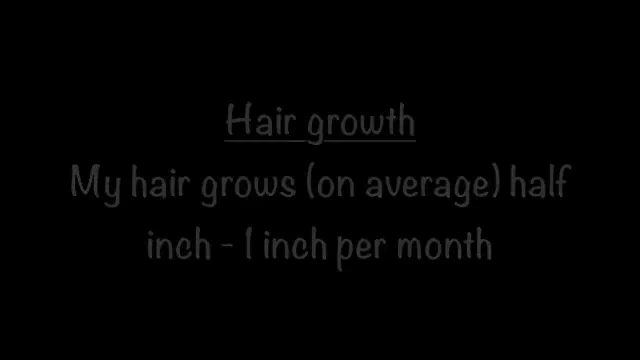 Hair growth
My hair grows (on average) half
inch - 1 inch per month